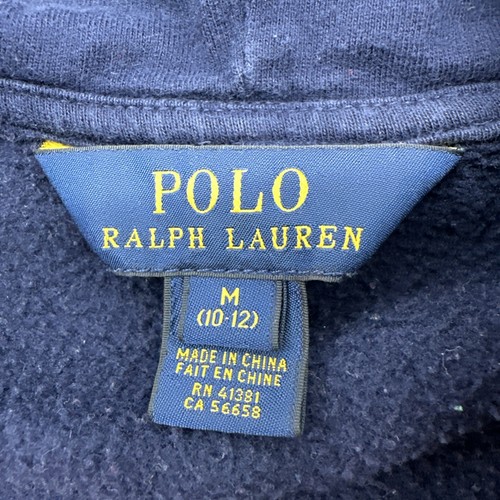 POLO
RALPH LAUREN
M
(10-12)
MADE IN CHINA
FAIT EN CHINE
RN 41381
CA 56658